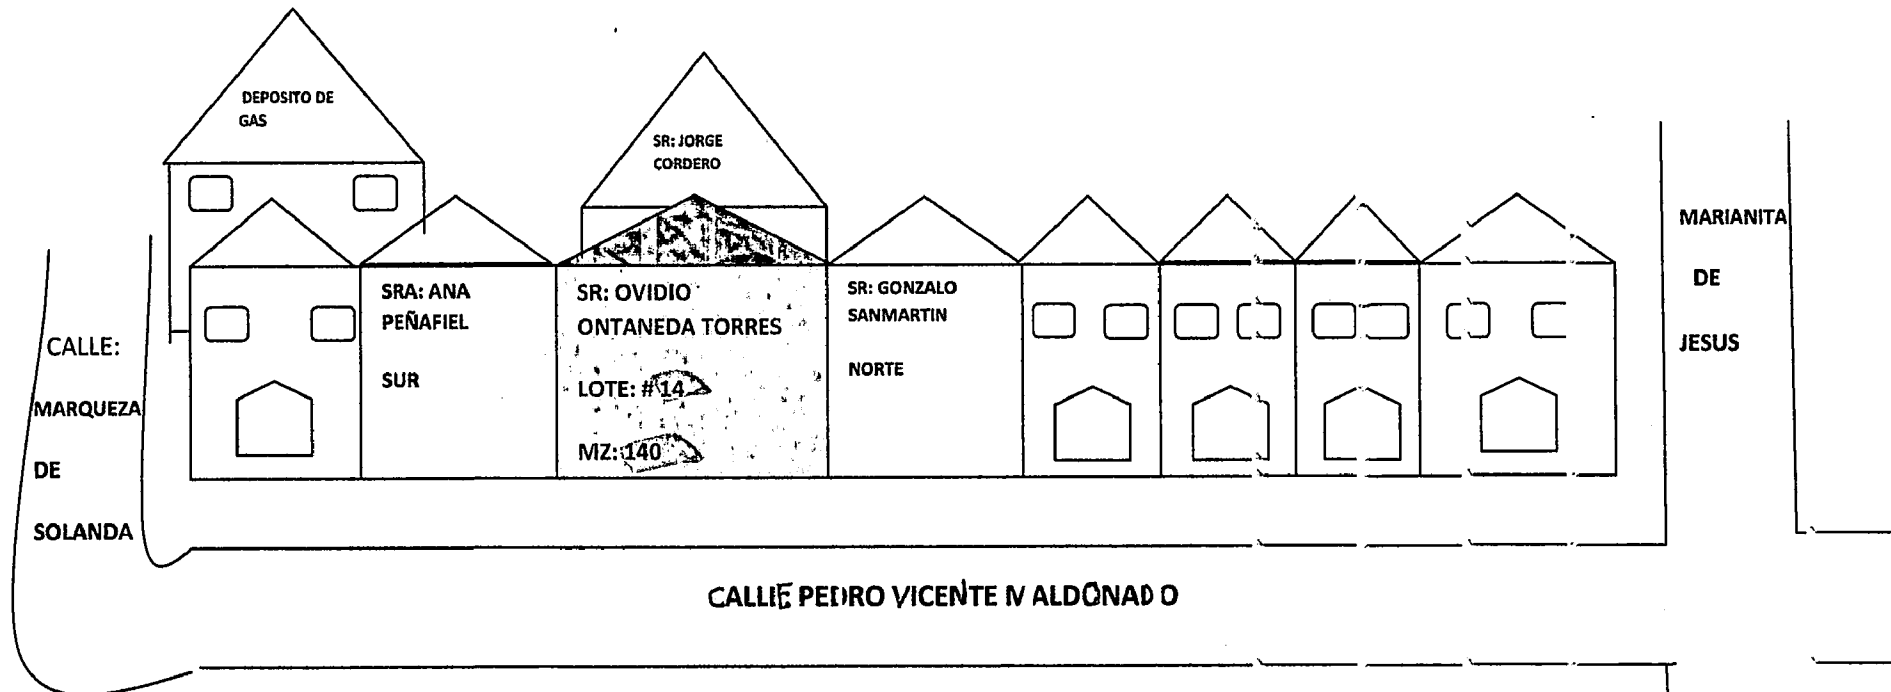 DEPOSITO DE
GAS
SR: JORGE
CORDERO
SRA: ANA
PEÑAFIEL
SUR
SR: OVIDIO
ONTANEDA TORRES
LOTE: # 14
MZ: 140
SR: GONZALO
SANMARTIN
NORTE
CALLE:
MARQUEZA
DE
SOLANDA
MARIANITA
DE
JESUS
CALLE PEDRO VICENTE MALDONADO